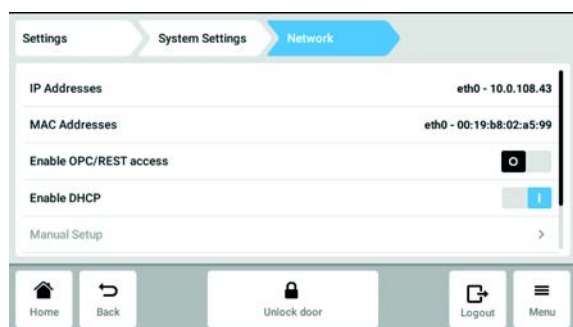 Settings System Settings Network
IP Addresses eth0 - 10.0.108.43
MAC Addresses eth0 - 00:19:b8:02:a5:99
Enable OPC/REST access O
Enable DHCP I
Manual Setup >
Home Back Unlock door Logout Menu